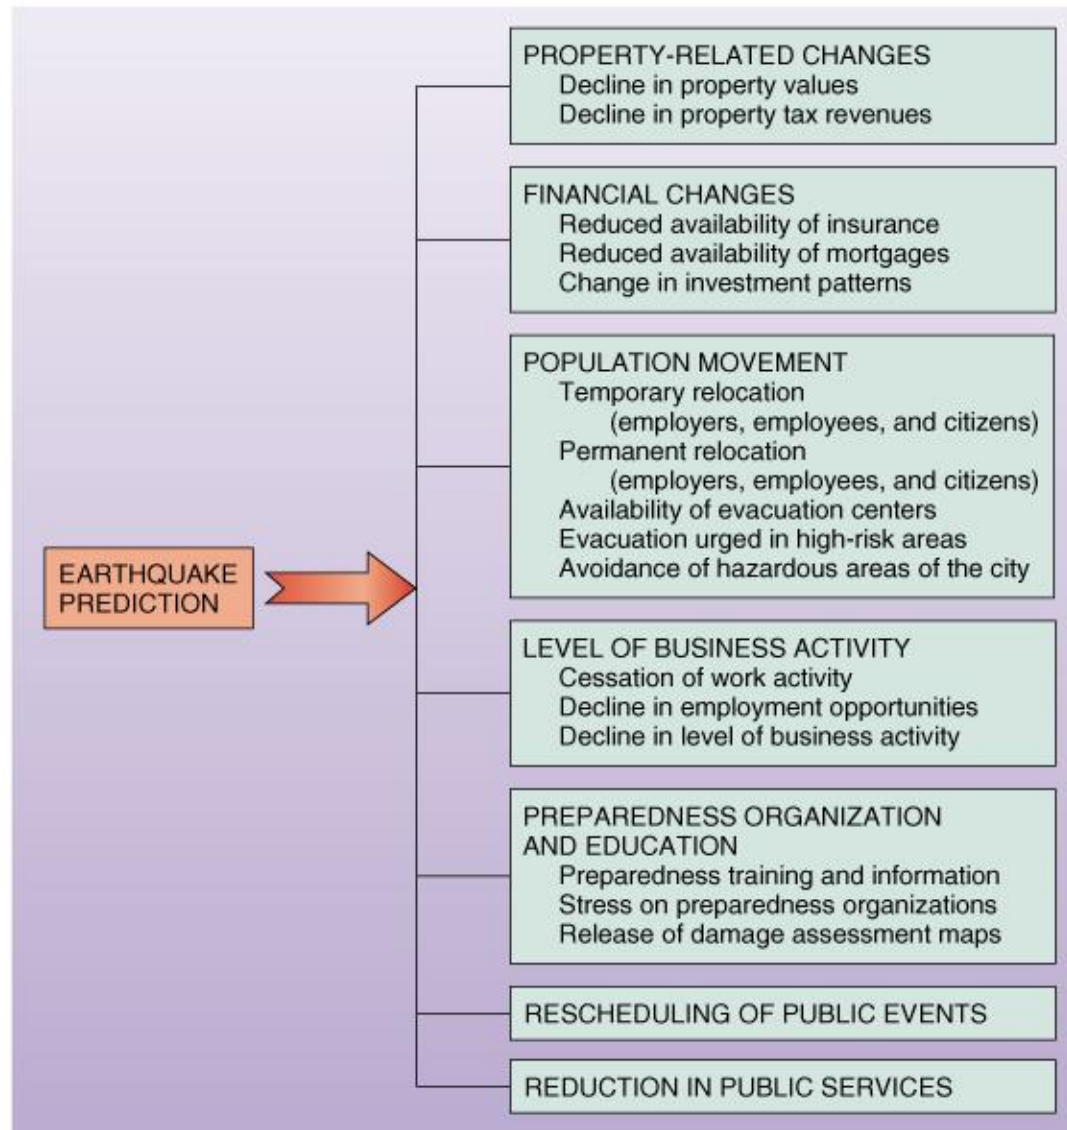 EARTHQUAKE
PREDICTION
PROPERTY-RELATED CHANGES
Decline in property values
Decline in property tax revenues
FINANCIAL CHANGES
Reduced availability of insurance
Reduced availability of mortgages
Change in investment patterns
POPULATION MOVEMENT
Temporary relocation
(employers, employees, and citizens)
Permanent relocation
(employers, employees, and citizens)
Availability of evacuation centers
Evacuation urged in high-risk areas
Avoidance of hazardous areas of the city
LEVEL OF BUSINESS ACTIVITY
Cessation of work activity
Decline in employment opportunities
Decline in level of business activity
PREPAREDNESS ORGANIZATION
AND EDUCATION
Preparedness training and information
Stress on preparedness organizations
Release of damage assessment maps
RESCHEDULING OF PUBLIC EVENTS
REDUCTION IN PUBLIC SERVICES